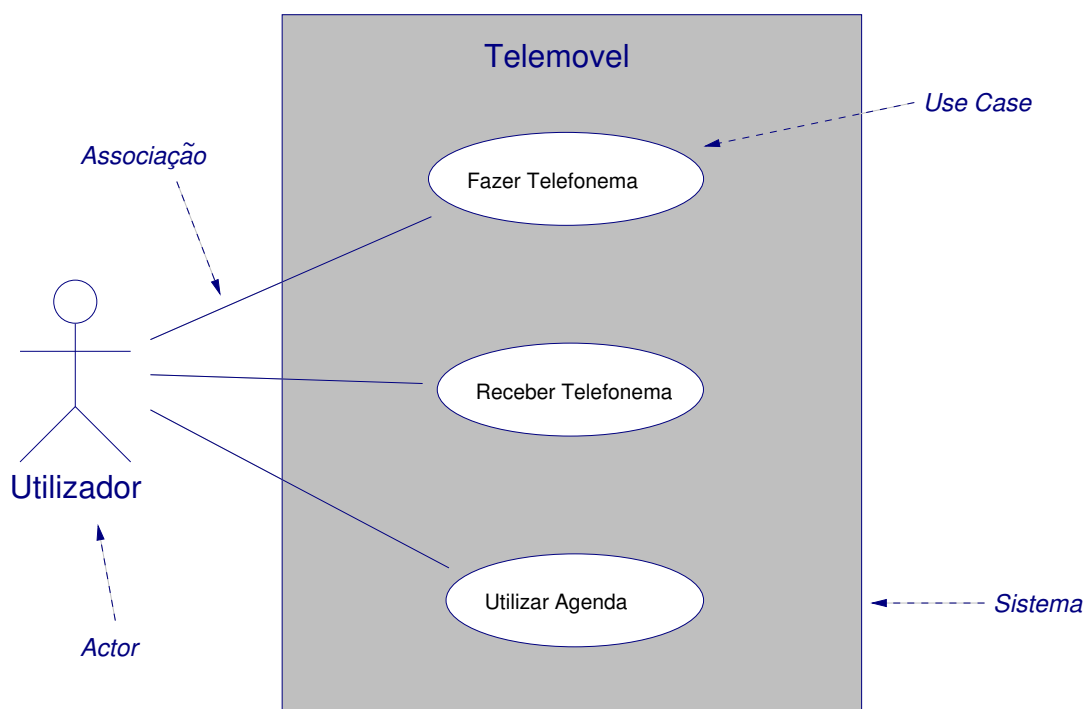 Telemovel
Use Case
Associação
Fazer Telefonema
Receber Telefonema
Utilizador
Utilizar Agenda
Sistema
Actor